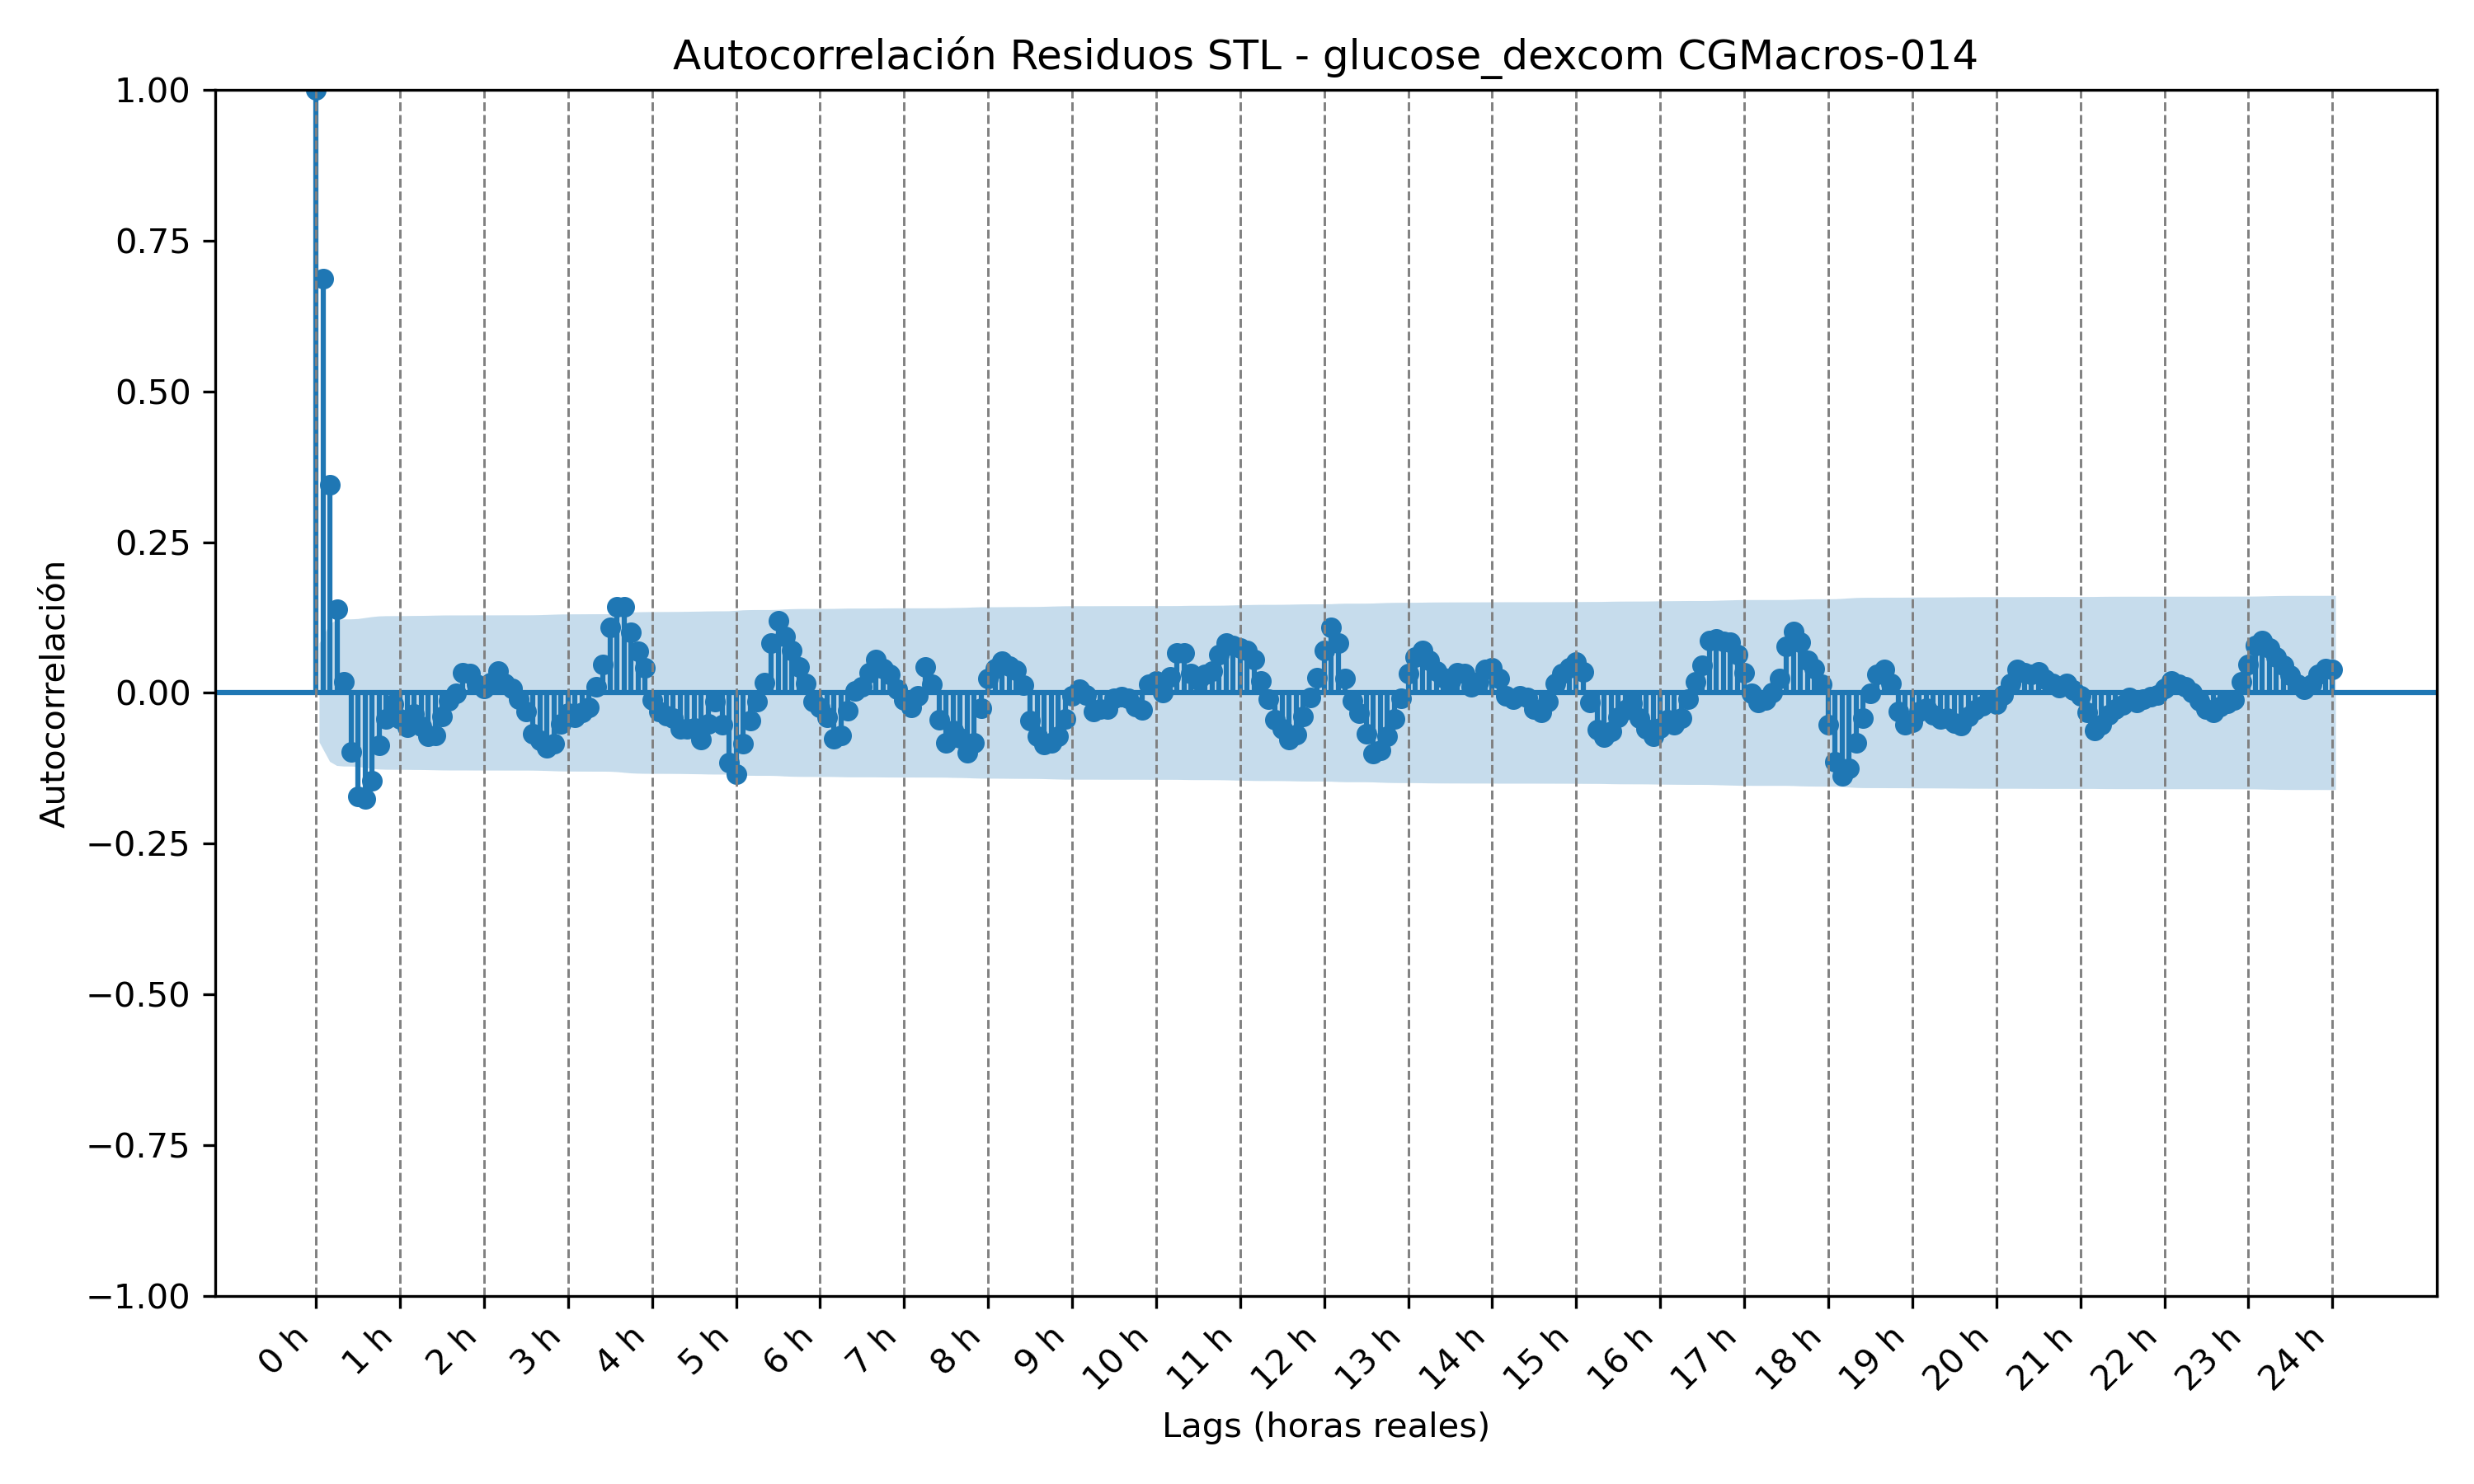 Autocorrelación Residuos STL - glucose_dexcom CGMacros-014
Autocorrelación
1.00
0.75
0.50
0.25
0.00
−0.25
−0.50
−0.75
−1.00
0 h 1 h 2 h 3 h 4 h 5 h 6 h 7 h 8 h 9 h 10 h 11 h 12 h 13 h 14 h 15 h 16 h 17 h 18 h 19 h 20 h 21 h 22 h 23 h 24 h
Lags (horas reales)